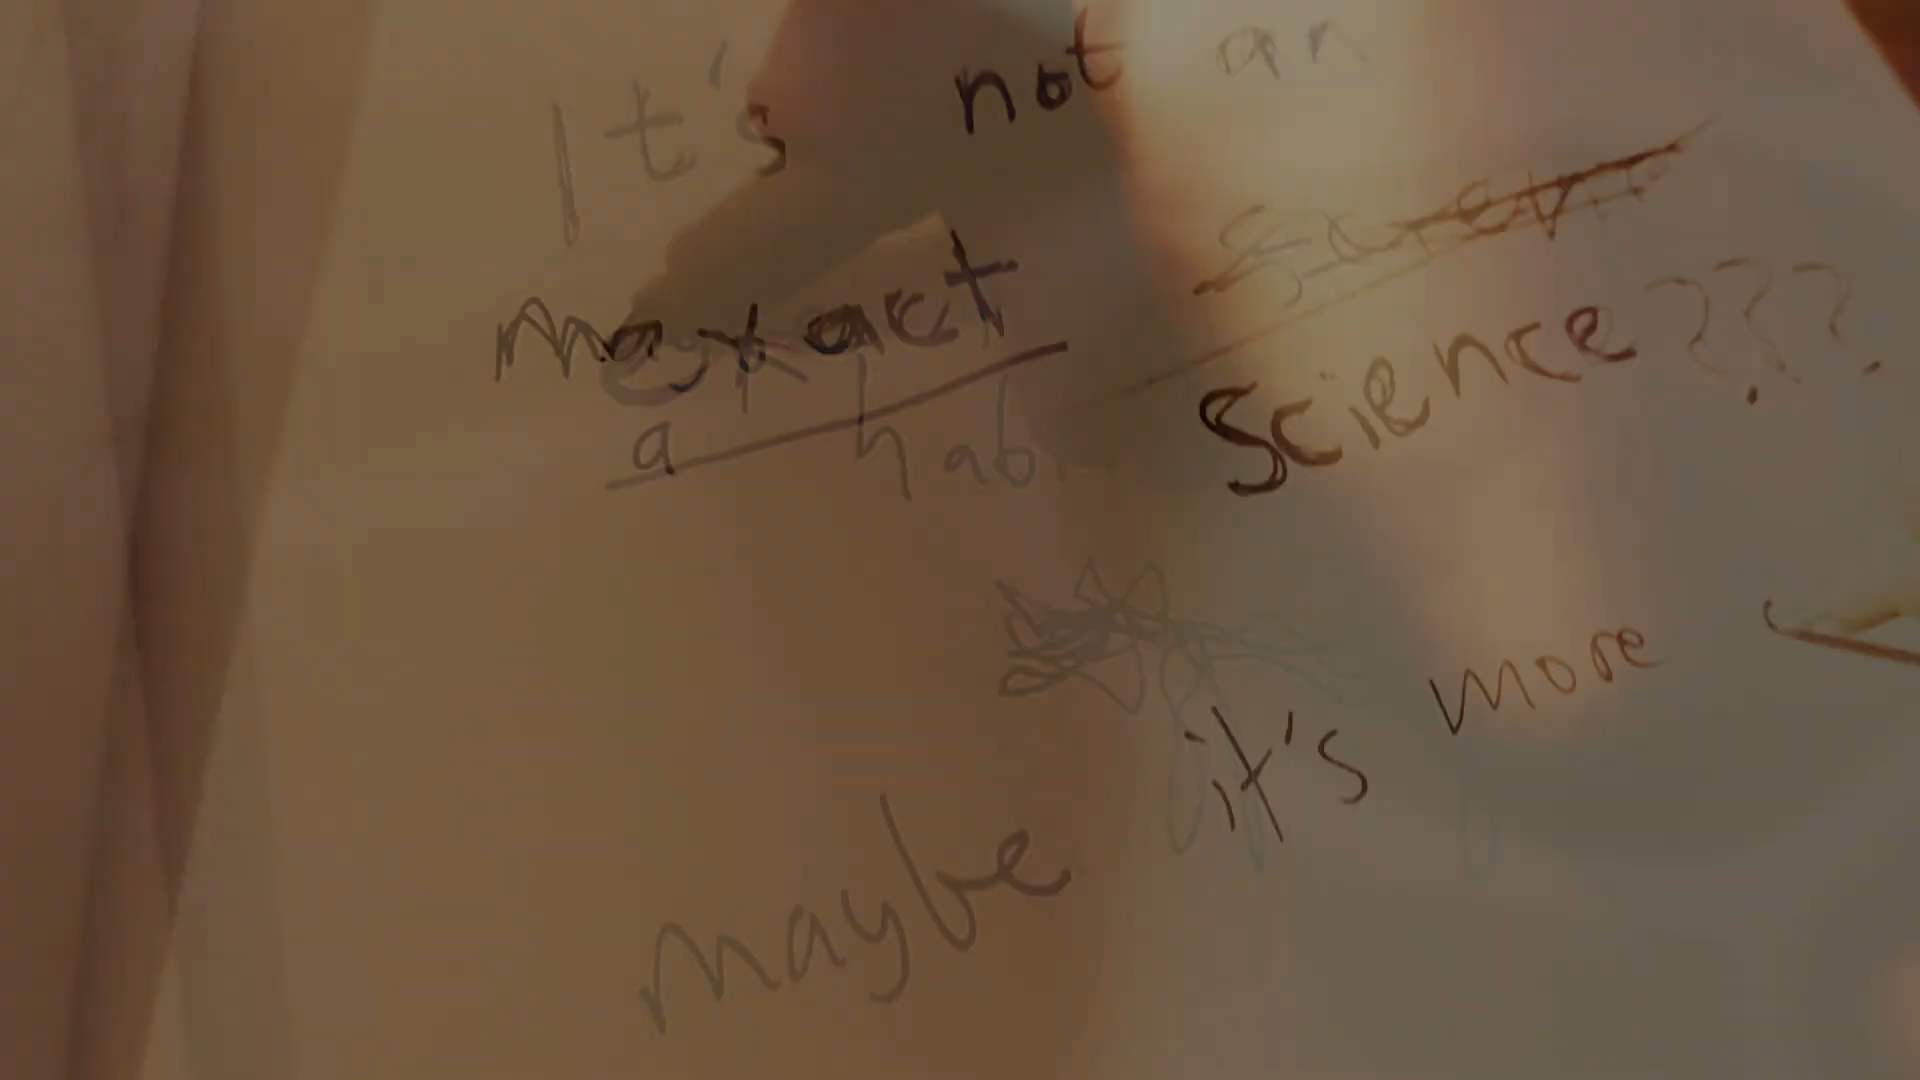 It's not an
exact
Science???
a hab
maybe it's more